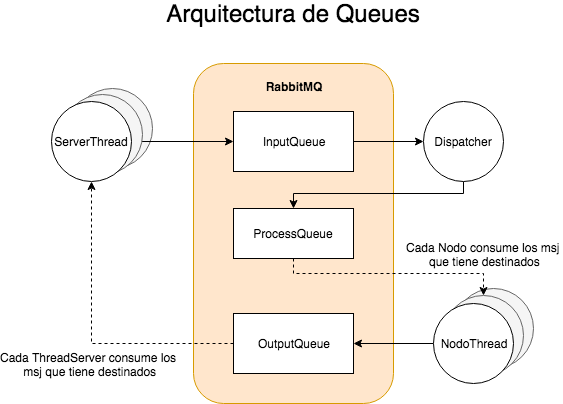 Arquitectura de Queues
RabbitMQ
ServerThread
InputQueue
Dispatcher
ProcessQueue
Cada Nodo consume los msj
que tiene destinados
OutputQueue
NodoThread
Cada ThreadServer consume los
msj que tiene destinados